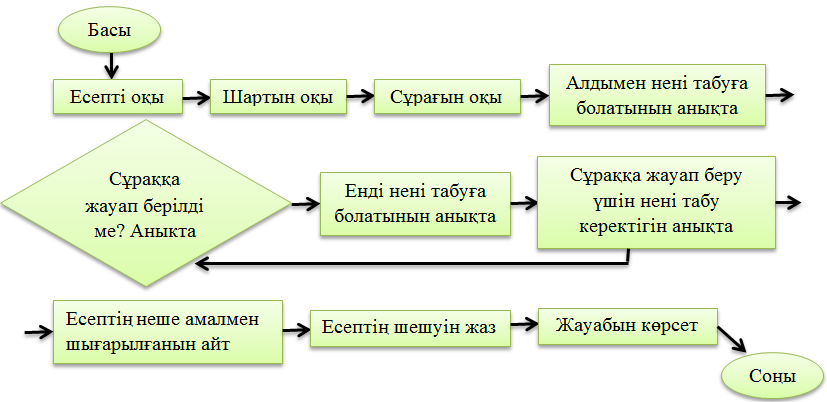 Басы
Есепті оқы
Шартын оқы
Сұрағын оқы
Алдымен нені табуға
болатынын анықта
Сұраққа
жауап берілді
ме? Аныкта
Енді нені табуға
болатынын анықта
Сұраққа жауап беру
үшін нені табу
керектігін анықта
Есептің неше амалмен
шығарылғанын айт
Есептің шешуін жаз
Жауабын көрсет
Соңы